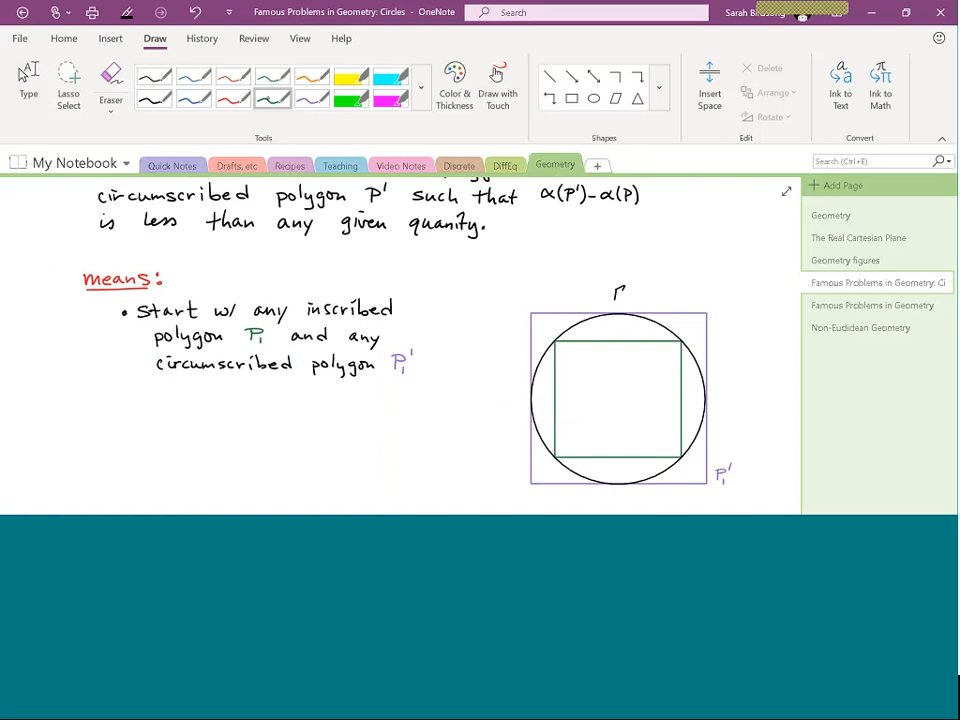 Famous Problems in Geometry: Circles - OneNote
Search
Sarah
File
Home
Insert
Draw
History
Review
View
Help
Type
Lasso
Select
Eraser
Color &
Thickness
Draw with
Touch
Tools
Shapes
Insert
Space
Delete
Arrange
Rotate
Edit
Ink to
Text
Ink to
Math
Convert
My Notebook
Quick Notes
Drafts, etc
Recipes
Teaching
Video Notes
Discrete
DiffEq
Geometry
Search (Ctrl+E)
Add Page
Geometry
The Real Cartesian Plane
Geometry figures
Famous Problems in Geometry: Ci
Famous Problems in Geometry
Non-Euclidean Geometry
circumscribed polygon P' such that α(P')-α(P)
is less than any given quanity.
means:
• Start w/ any inscribed
polygon P₁ and any
circumscribed polygon P₁'
Γ
P₁'